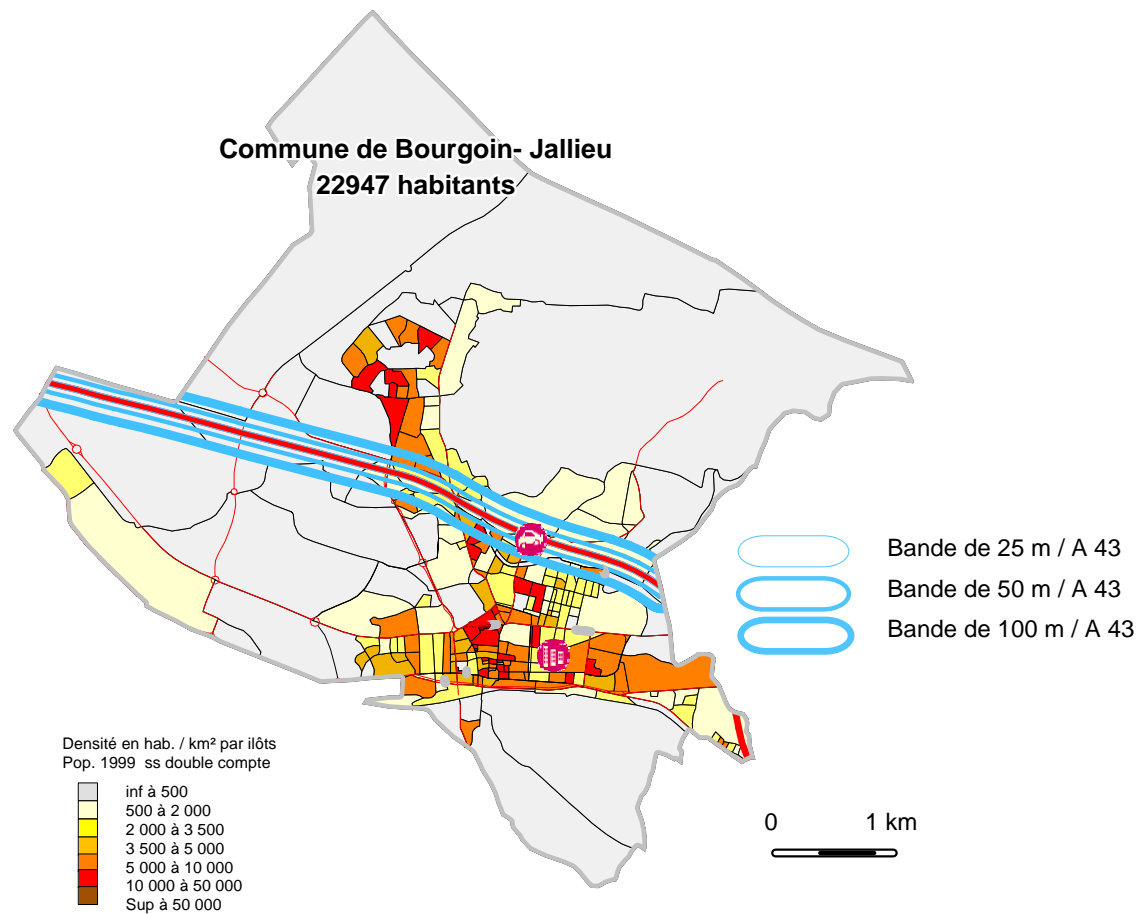 Commune de Bourgoin- Jallieu
22947 habitants
Bande de 25 m / A 43
Bande de 50 m / A 43
Bande de 100 m / A 43
Densité en hab. / km² par ilôts
Pop. 1999 ss double compte
inf à 500
500 à 2 000
2 000 à 3 500
3 500 à 5 000
5 000 à 10 000
10 000 à 50 000
Sup à 50 000
0 1 km